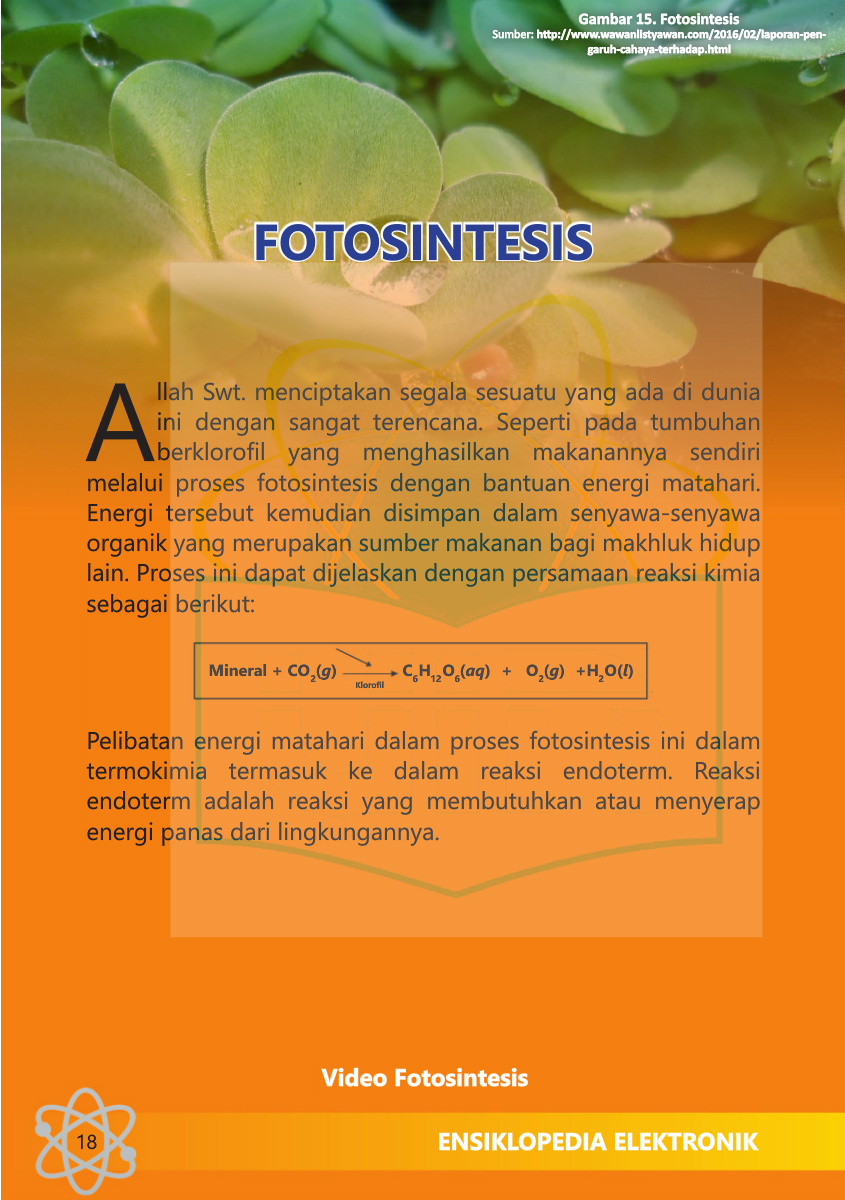 Gambar 15. Fotosintesis
Sumber: http://www.wawanlistyawan.com/2016/02/laporan-pen-
garuh-cahaya-terhadap.html
FOTOSINTESIS
Allah Swt. menciptakan segala sesuatu yang ada di dunia
ini dengan sangat terencana. Seperti pada tumbuhan
berklorofil yang menghasilkan makanannya sendiri
melalui proses fotosintesis dengan bantuan energi matahari.
Energi tersebut kemudian disimpan dalam senyawa-senyawa
organik yang merupakan sumber makanan bagi makhluk hidup
lain. Proses ini dapat dijelaskan dengan persamaan reaksi kimia
sebagai berikut:
Mineral + CO₂(g) → C₆H₁₂O₆(aq) + O₂(g) +H₂O(l)
Klorofil
Pelibatan energi matahari dalam proses fotosintesis ini dalam
termokimia termasuk ke dalam reaksi endoterm. Reaksi
endoterm adalah reaksi yang membutuhkan atau menyerap
energi panas dari lingkungannya.
Video Fotosintesis
18
ENSIKLOPEDIA ELEKTRONIK